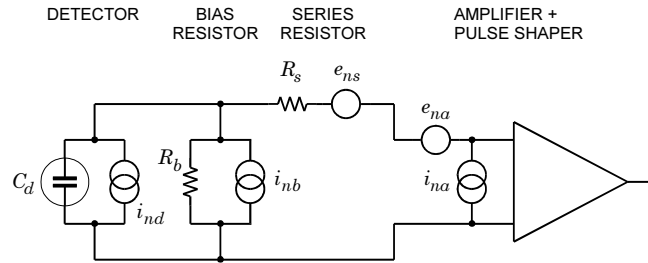 DETECTOR
BIAS
RESISTOR
SERIES
RESISTOR
AMPLIFIER +
PULSE SHAPER
R_s
e_ns
e_na
C_d
i_nd
R_b
i_nb
i_na